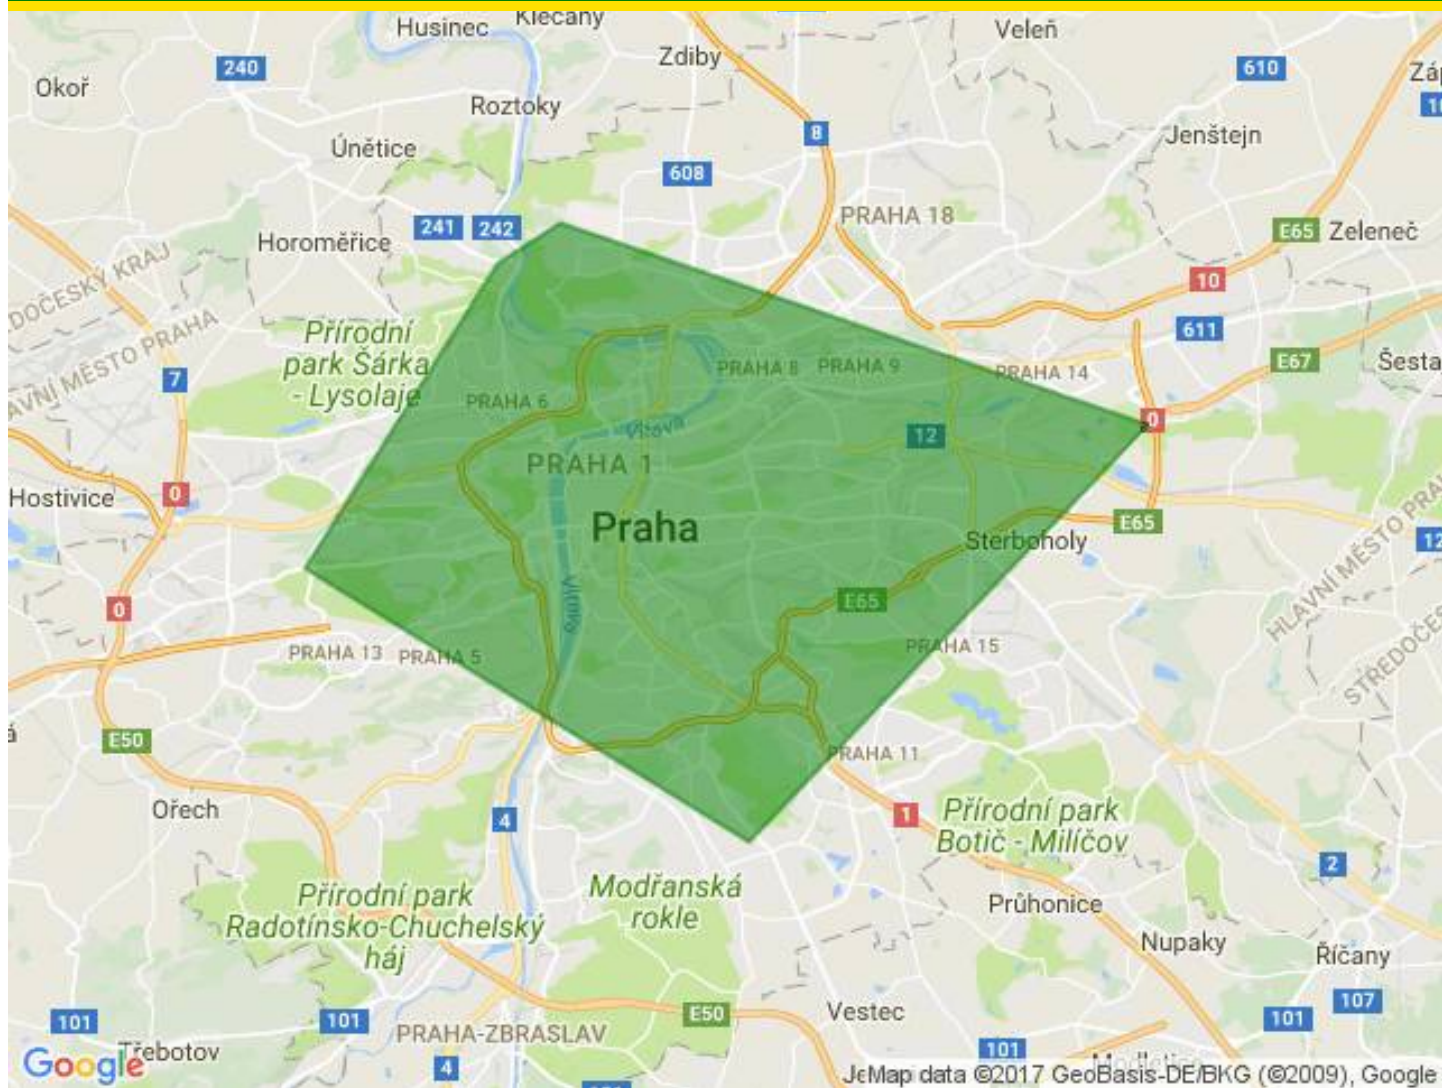 Husinec
Klecany
Veleň
Zdiby
240
610
Okoř
Roztoky
8
Jenštejn
Únětice
608
PRAHA 18
241
242
E65
Zeleneč
Horoměřice
10
STŘEDOČESKÝ KRAJ
HLAVNÍ MĚSTO PRAHA
611
Přírodní
park Šárka
- Lysolaje
E67
7
PRAHA 8
PRAHA 9
PRAHA 14
PRAHA 6
0
Vltava
12
PRAHA 1
Hostivice
0
Praha
E65
Štěrboholy
HLAVNÍ MĚSTO PRA
12
E65
0
Vltava
PRAHA 13
PRAHA 5
PRAHA 15
STŘEDOČES
E50
PRAHA 11
Ořech
4
1
Přírodní park
Botič - Milíčov
2
Přírodní park
Radotínsko-Chuchelský
háj
Modřanská
rokle
Průhonice
Nupaky
Říčany
101
101
E50
Vestec
107
101
PRAHA-ZBRASLAV
101
Třebotov
4
Google
Map data ©2017 GeoBasis-DE/BKG (©2009), Google